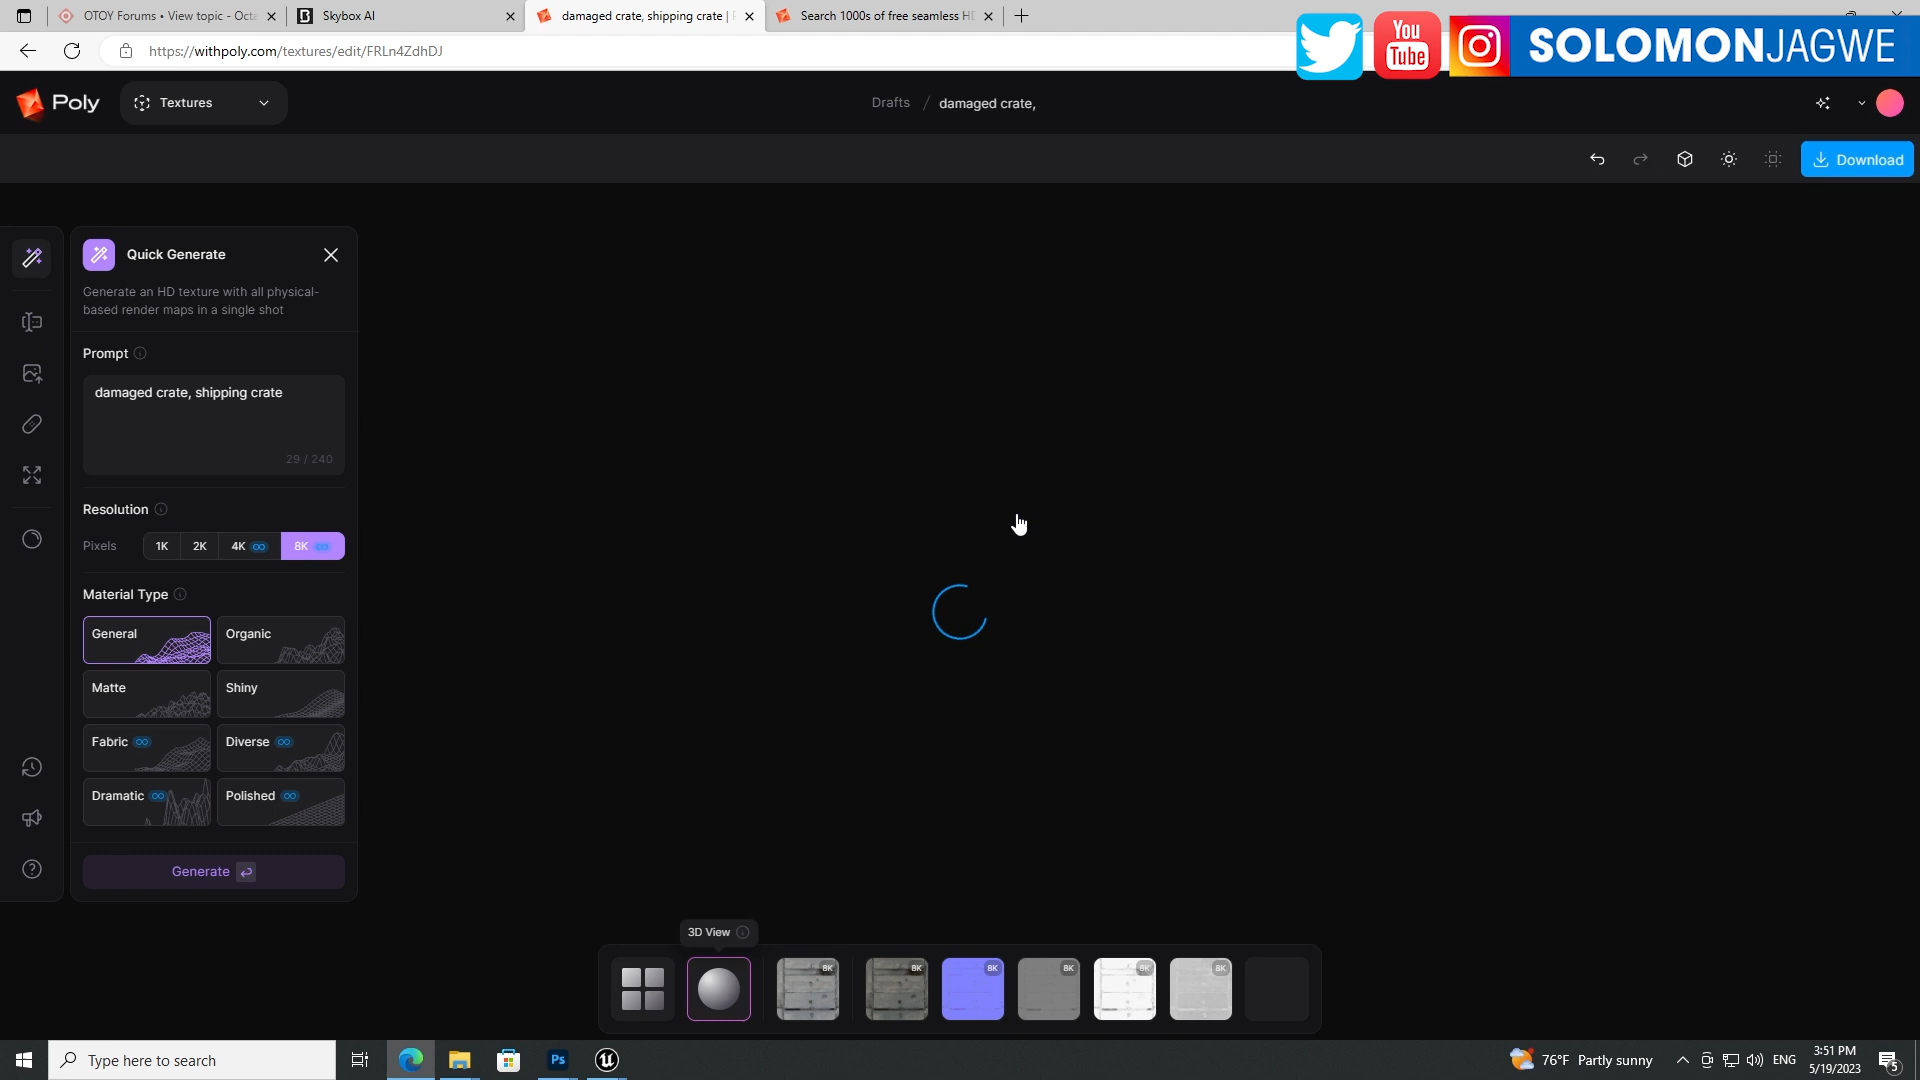 OTOY Forums • View topic - Octa
Skybox AI
damaged crate, shipping crate |
Search 1000s of free seamless H
https://withpoly.com/textures/edit/FRLn4ZdhDJ
You
Tube
SOLOMONJAGWE
Poly
Textures
Drafts / damaged crate,
Download
Quick Generate
Generate an HD texture with all physical-
based render maps in a single shot
Prompt
damaged crate, shipping crate
29 / 240
Resolution
Pixels
1K
2K
4K
8K
Material Type
General
Organic
Matte
Shiny
Fabric
Diverse
Dramatic
Polished
Generate
3D View
8K
8K
8K
8K
8K
8K
Type here to search
Ps
76°F Partly sunny
ENG
3:51 PM
5/19/2023
5